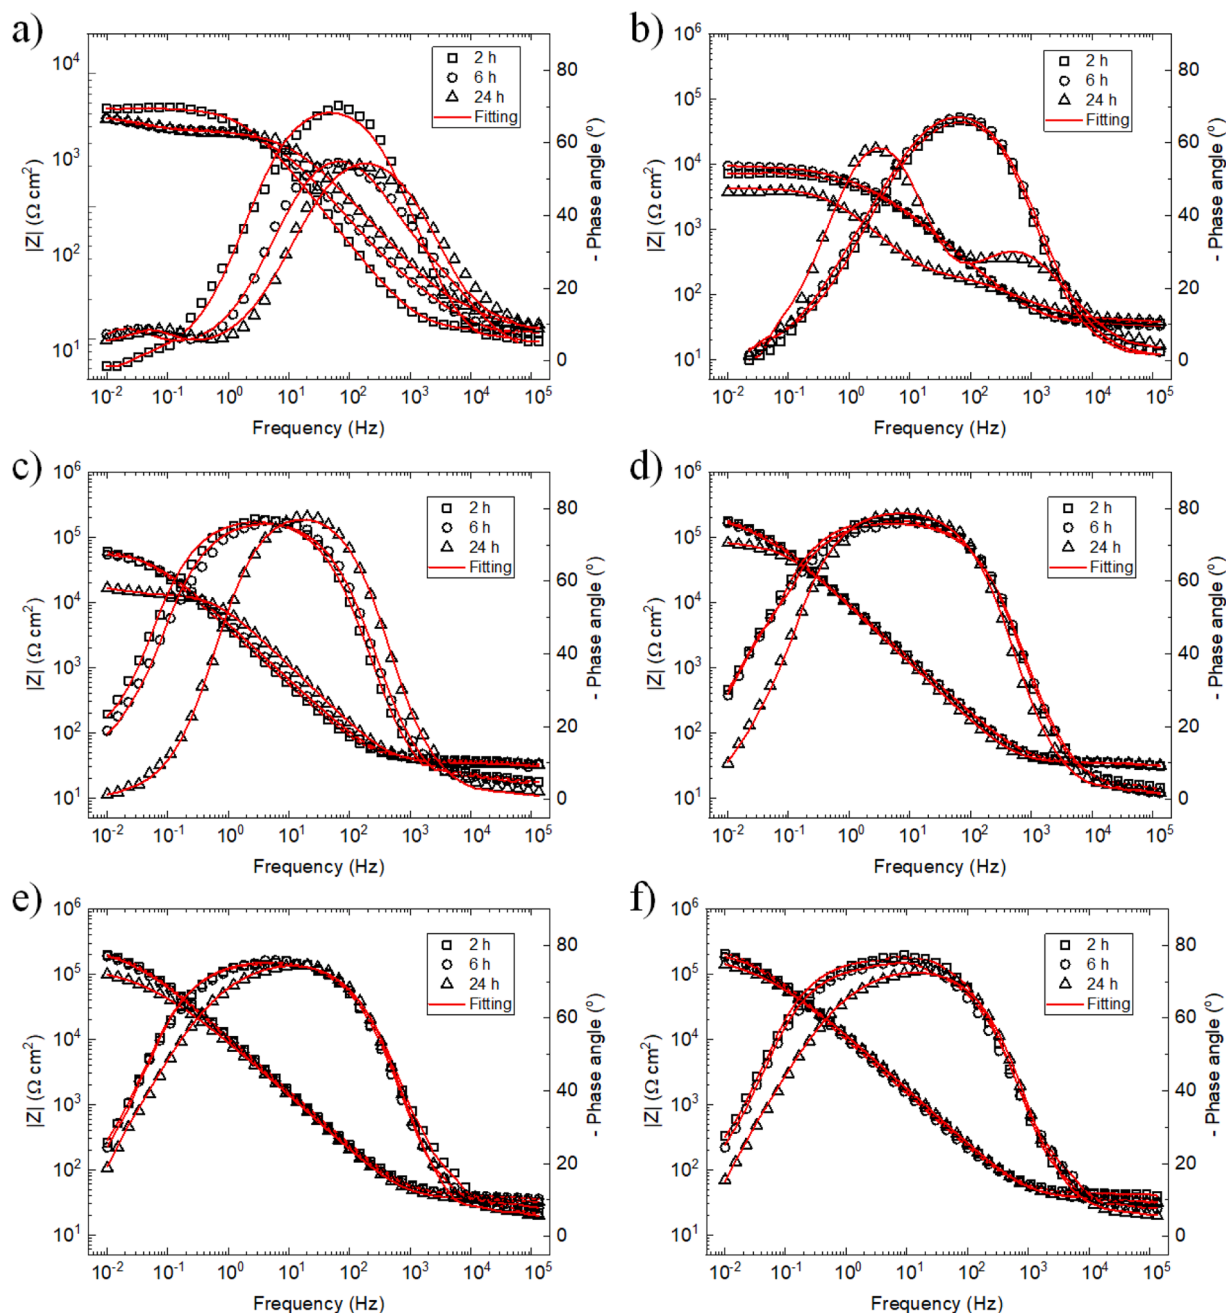 a)
2 h
6 h
24 h
Fitting
10⁴
10³
10²
10¹
|Z| (Ω cm²)
80
60
40
20
0
- Phase angle (°)
10⁻² 10⁻¹ 10⁰ 10¹ 10² 10³ 10⁴ 10⁵
Frequency (Hz)
b)
2 h
6 h
24 h
Fitting
10⁶
10⁵
10⁴
10³
10²
10¹
|Z| (Ω cm²)
80
60
40
20
0
- Phase angle (°)
10⁻² 10⁻¹ 10⁰ 10¹ 10² 10³ 10⁴ 10⁵
Frequency (Hz)
c)
2 h
6 h
24 h
Fitting
10⁶
10⁵
10⁴
10³
10²
10¹
|Z| (Ω cm²)
80
60
40
20
0
- Phase angle (°)
10⁻² 10⁻¹ 10⁰ 10¹ 10² 10³ 10⁴ 10⁵
Frequency (Hz)
d)
2 h
6 h
24 h
Fitting
10⁶
10⁵
10⁴
10³
10²
10¹
|Z| (Ω cm²)
80
60
40
20
0
- Phase angle (°)
10⁻² 10⁻¹ 10⁰ 10¹ 10² 10³ 10⁴ 10⁵
Frequency (Hz)
e)
2 h
6 h
24 h
Fitting
10⁶
10⁵
10⁴
10³
10²
10¹
|Z| (Ω cm²)
80
60
40
20
0
- Phase angle (°)
10⁻² 10⁻¹ 10⁰ 10¹ 10² 10³ 10⁴ 10⁵
Frequency (Hz)
f)
2 h
6 h
24 h
Fitting
10⁶
10⁵
10⁴
10³
10²
10¹
|Z| (Ω cm²)
80
60
40
20
0
- Phase angle (°)
10⁻² 10⁻¹ 10⁰ 10¹ 10² 10³ 10⁴ 10⁵
Frequency (Hz)